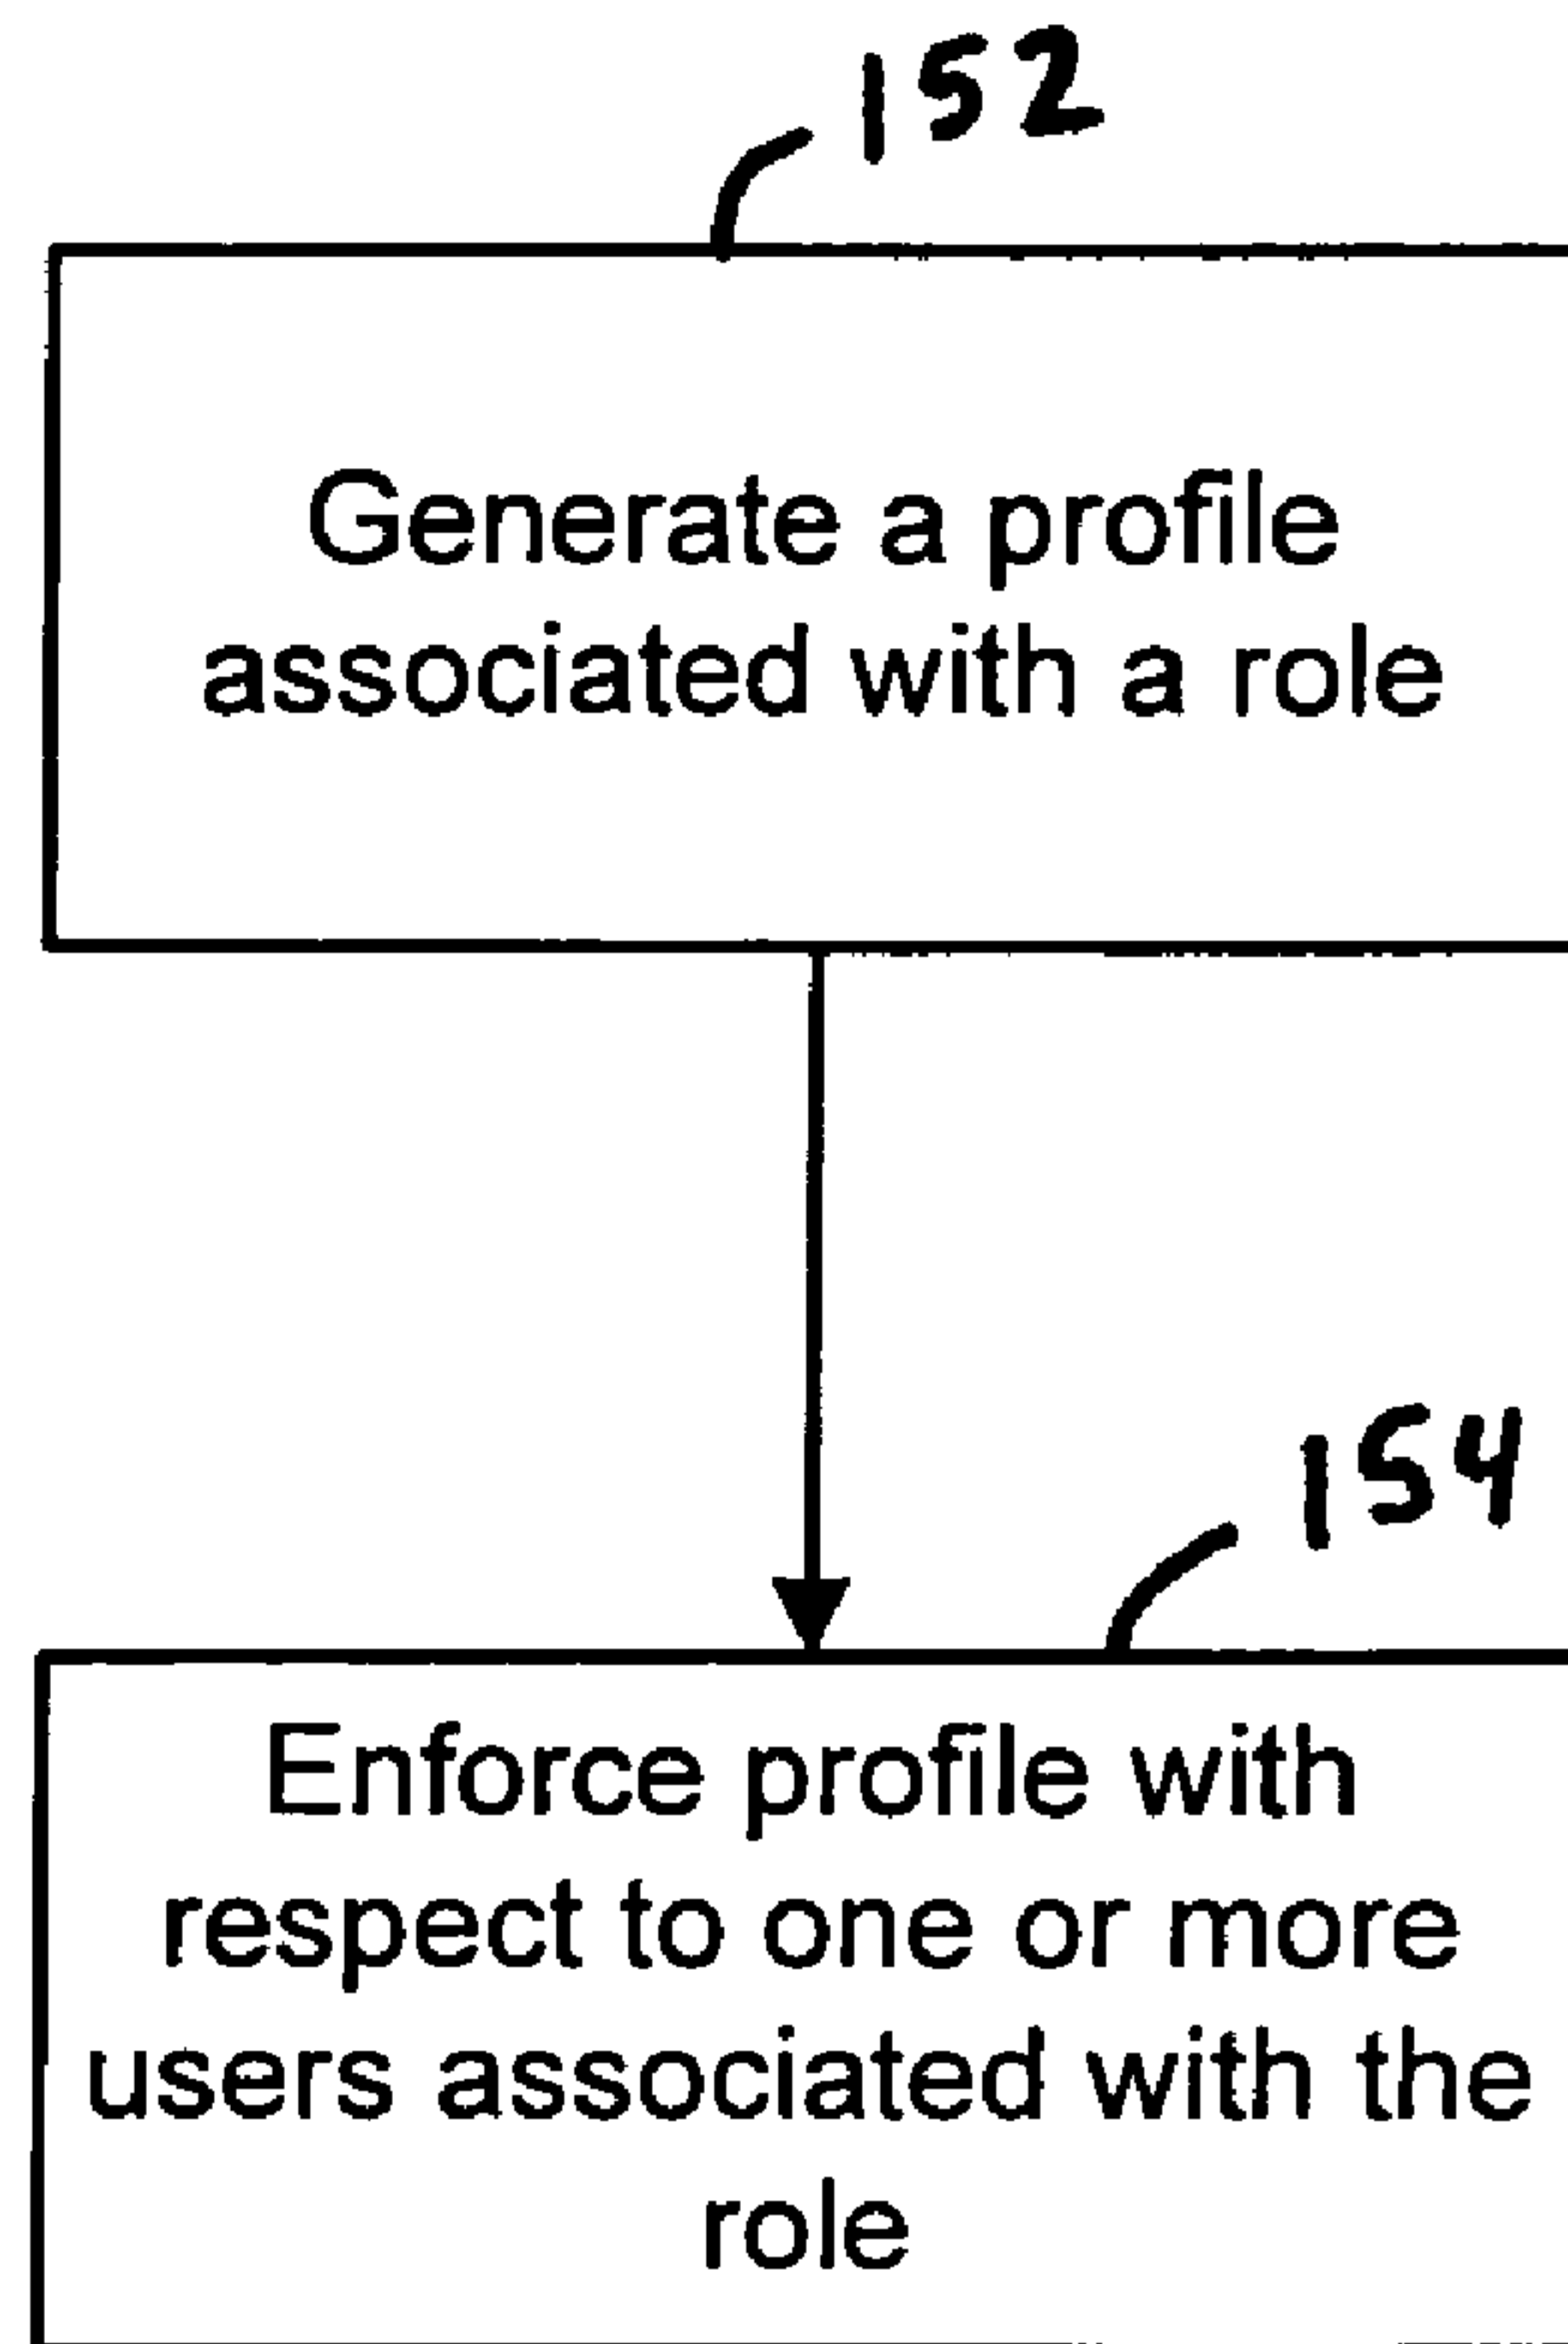 152
Generate a profile
associated with a role
154
Enforce profile with
respect to one or more
users associated with the
role